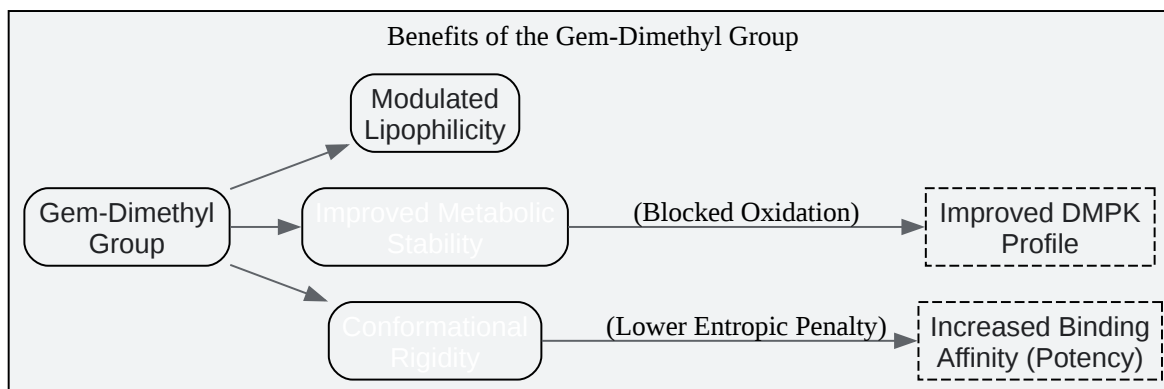 Benefits of the Gem-Dimethyl Group
Modulated
Lipophilicity
Gem-Dimethyl
Group
Improved Metabolic
Stability
(Blocked Oxidation)
Improved DMPK
Profile
Conformational
Rigidity
(Lower Entropic Penalty)
Increased Binding
Affinity (Potency)